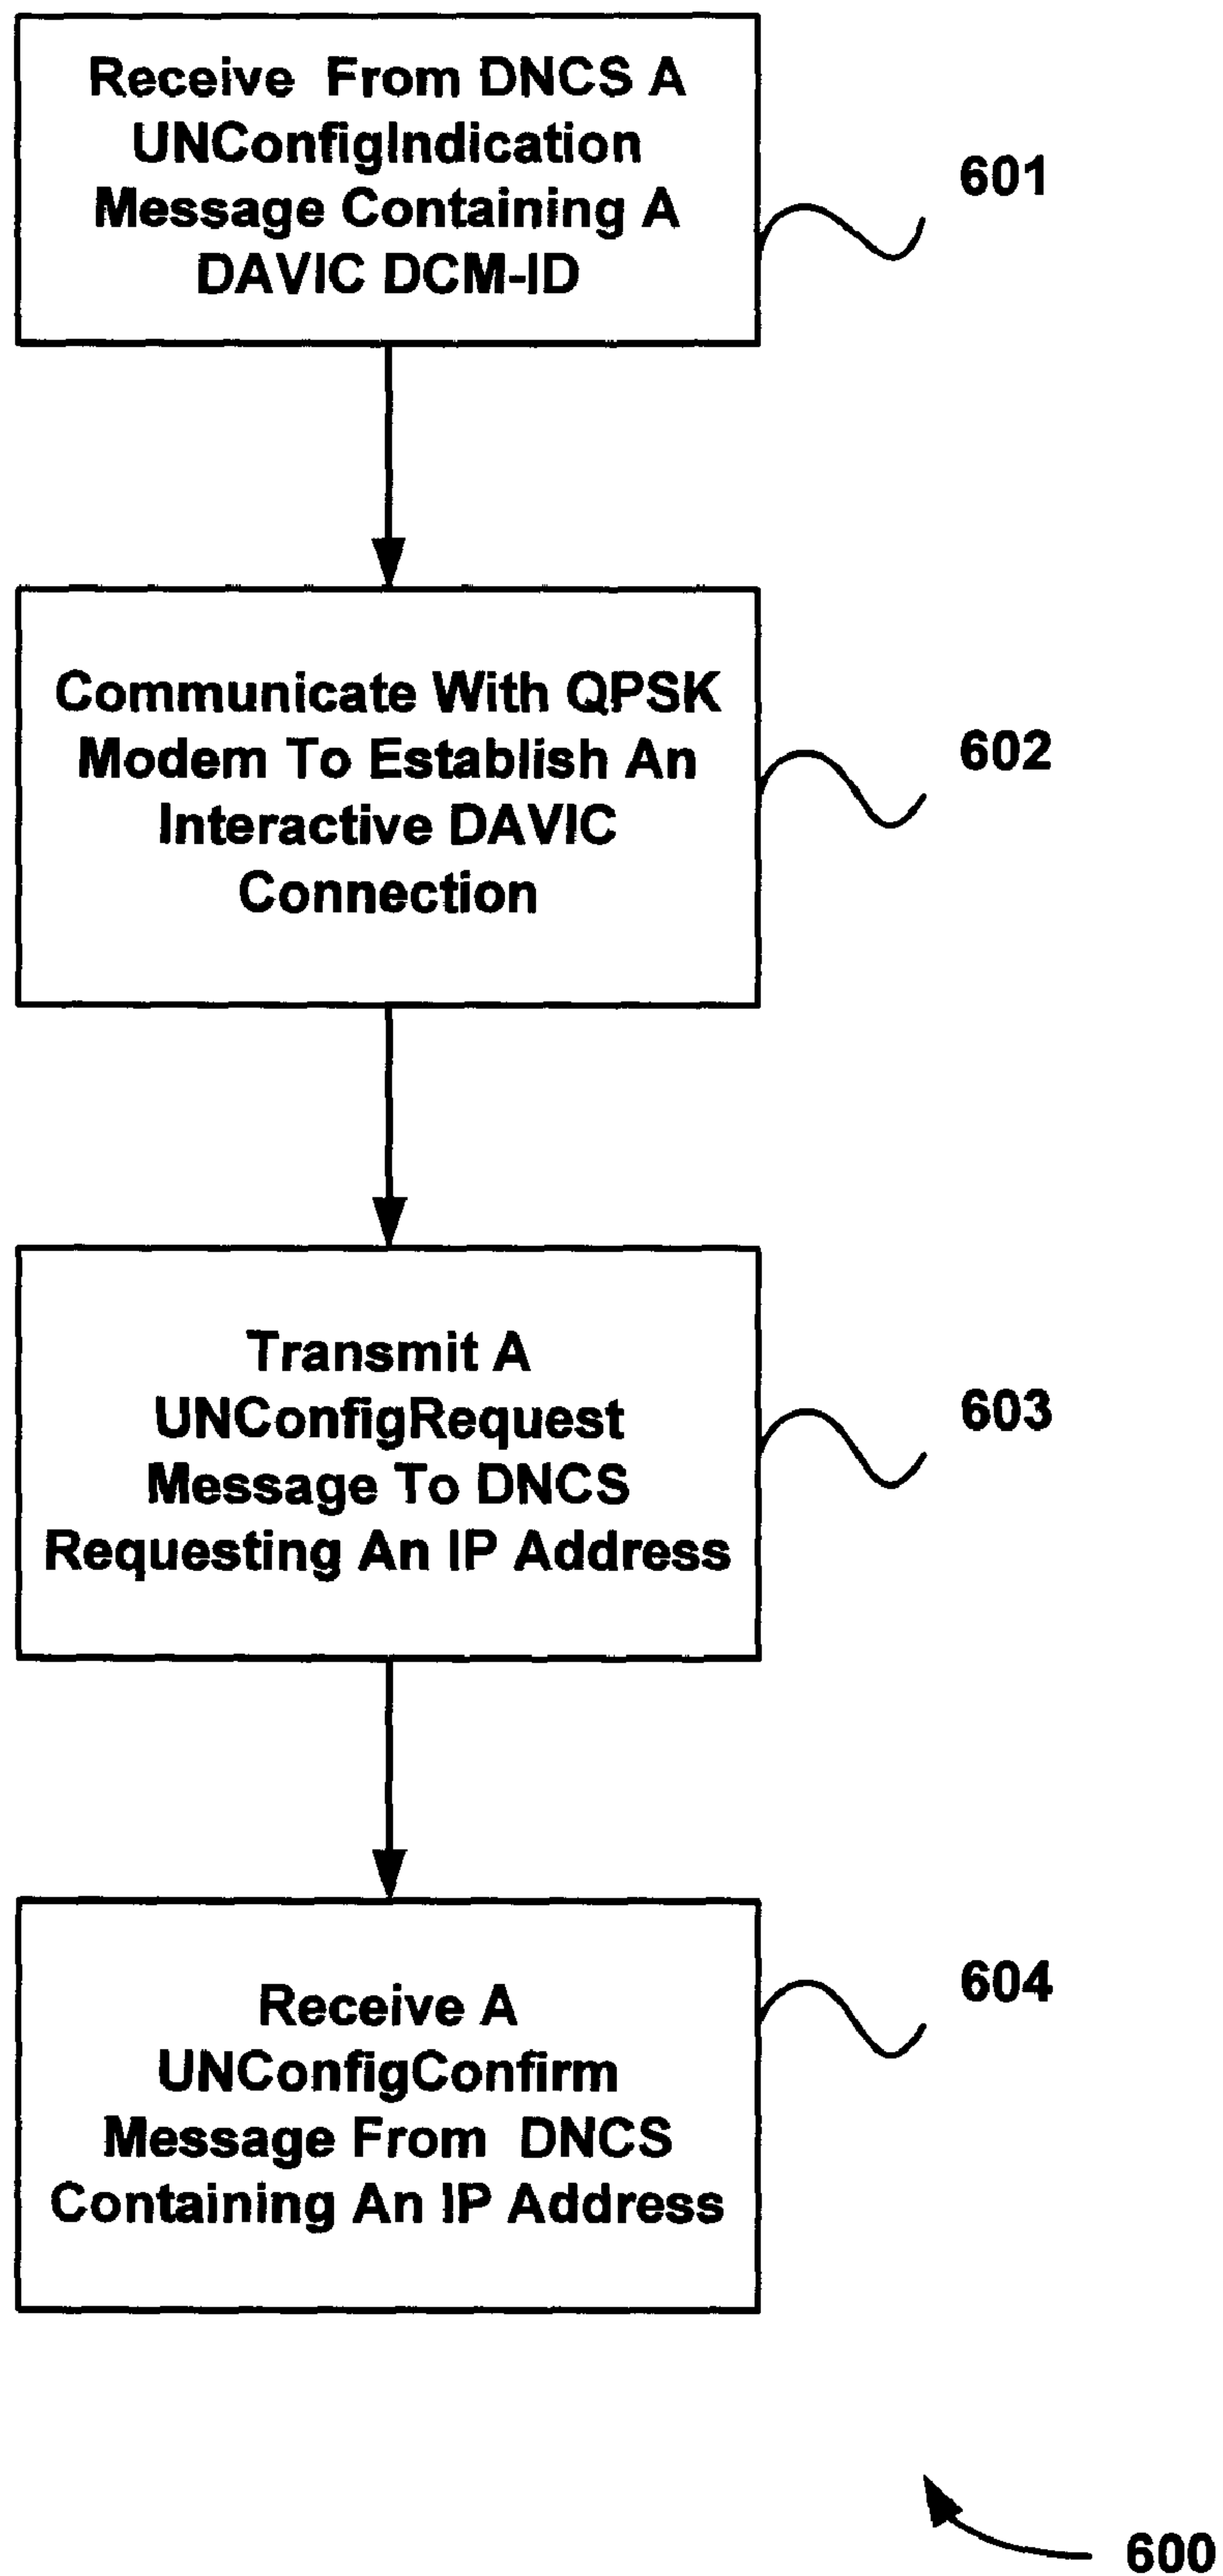 Receive From DNCS A
UNConfigIndication
Message Containing A
DAVIC DCM-ID
601
Communicate With QPSK
Modem To Establish An
Interactive DAVIC
Connection
602
Transmit A
UNConfigRequest
Message To DNCS
Requesting An IP Address
603
Receive A
UNConfigConfirm
Message From DNCS
Containing An IP Address
604
600